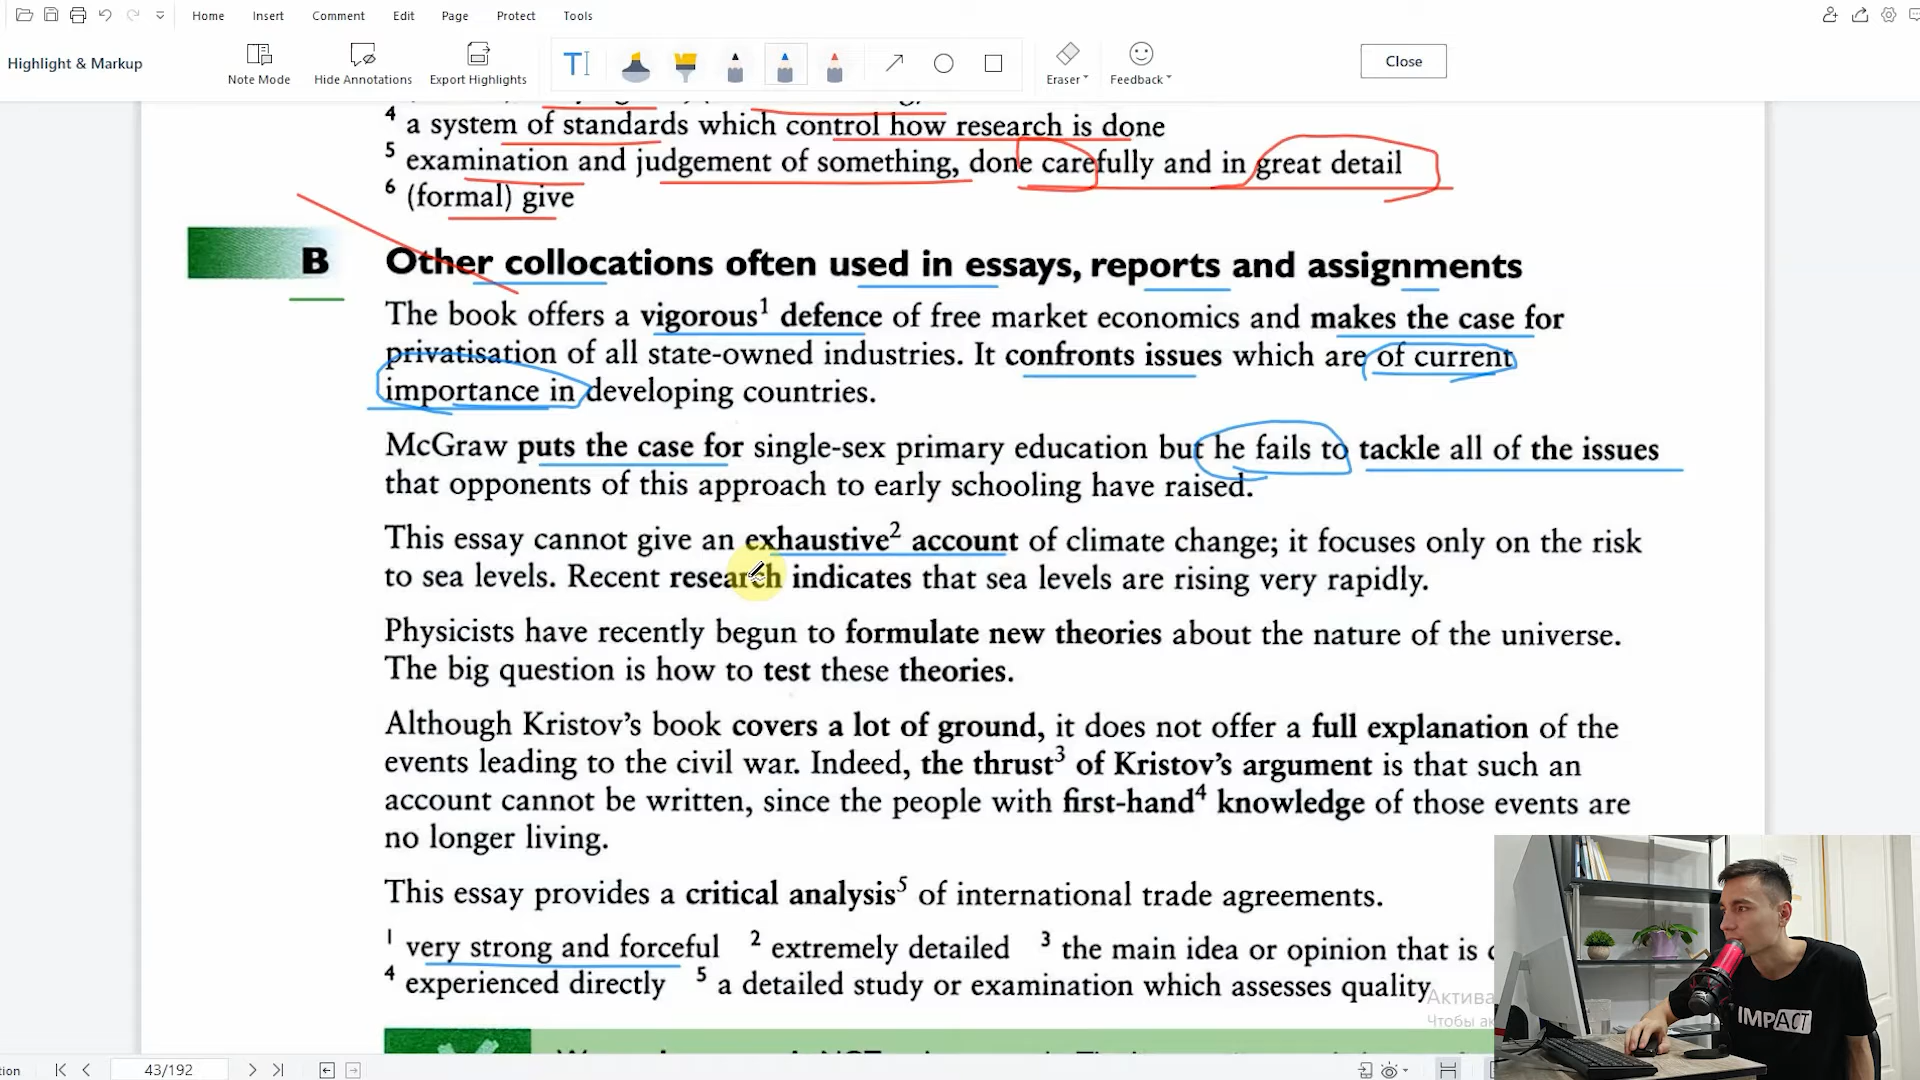 Home Insert Comment Edit Page Protect Tools
Highlight & Markup
Note Mode Hide Annotations Export Highlights
Eraser Feedback
Close
4 a system of standards which control how research is done
5 examination and judgement of something, done carefully and in great detail
6 (formal) give
B Other collocations often used in essays, reports and assignments
The book offers a vigorous1 defence of free market economics and makes the case for
privatisation of all state-owned industries. It confronts issues which are of current
importance in developing countries.
McGraw puts the case for single-sex primary education but he fails to tackle all of the issues
that opponents of this approach to early schooling have raised.
This essay cannot give an exhaustive2 account of climate change; it focuses only on the risk
to sea levels. Recent research indicates that sea levels are rising very rapidly.
Physicists have recently begun to formulate new theories about the nature of the universe.
The big question is how to test these theories.
Although Kristov's book covers a lot of ground, it does not offer a full explanation of the
events leading to the civil war. Indeed, the thrust3 of Kristov's argument is that such an
account cannot be written, since the people with first-hand4 knowledge of those events are
no longer living.
This essay provides a critical analysis5 of international trade agreements.
1 very strong and forceful 2 extremely detailed 3 the main idea or opinion that is
4 experienced directly 5 a detailed study or examination which assesses quality
Актива
Чтобы ак
IMPACT
43/192